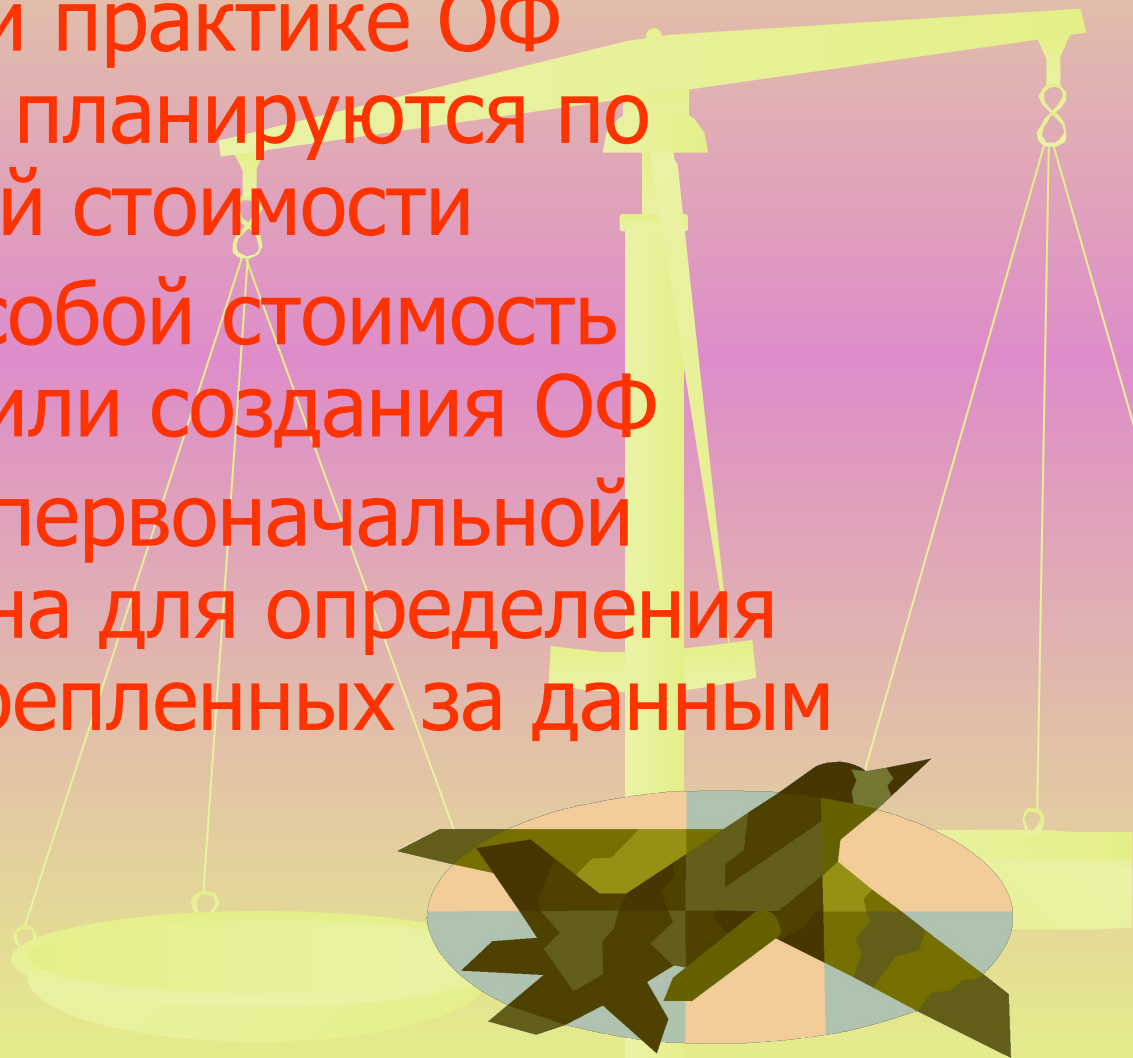 и практике ОФ
планируются по
й стоимости
собой стоимость
или создания ОФ
первоначальной
на для определения
репленных за данным